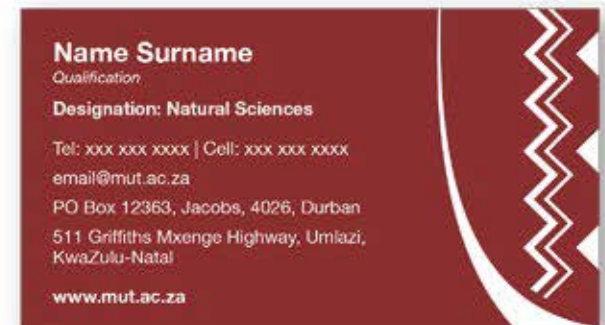 Name Surname
Qualification
Designation: Natural Sciences
Tel: xxx xxx xxxx | Cell: xxx xxx xxxx
email@mut.ac.za
PO Box 12363, Jacobs, 4026, Durban
511 Griffiths Mxenge Highway, Umlazi,
KwaZulu-Natal
www.mut.ac.za